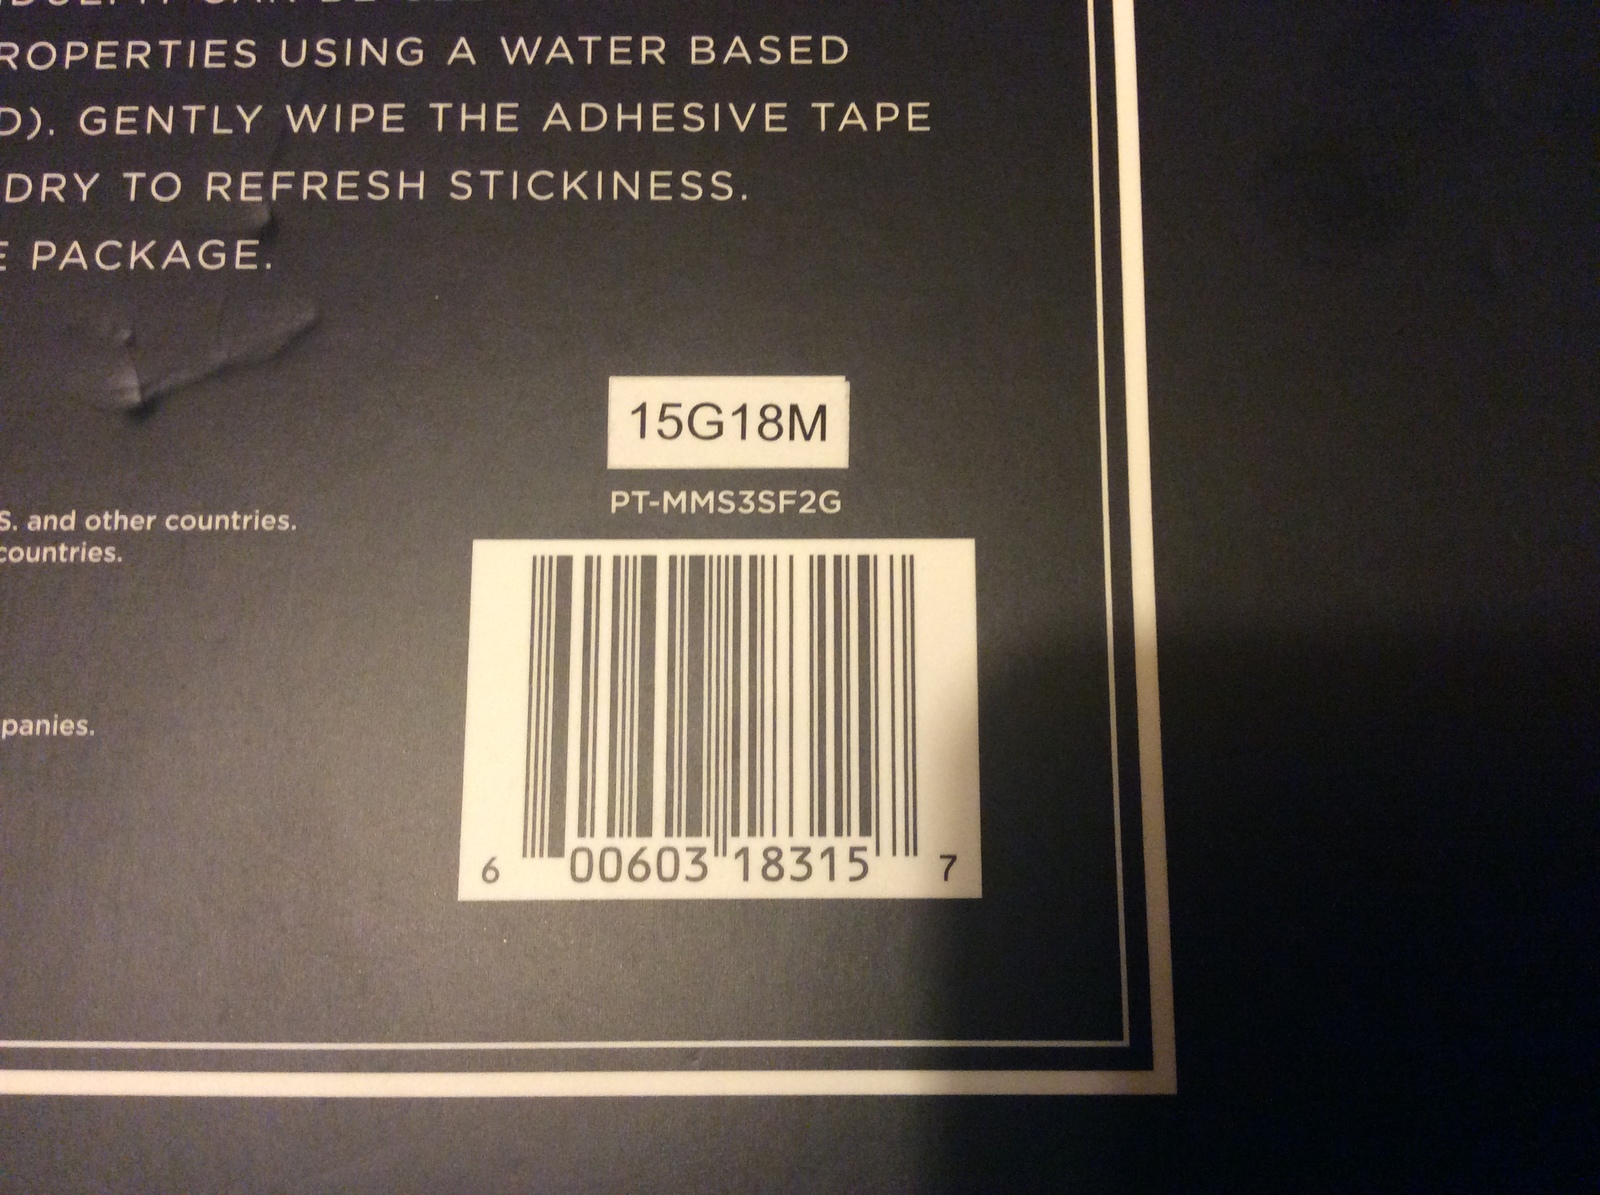 ROPERTIES USING A WATER BASED
D). GENTLY WIPE THE ADHESIVE TAPE
DRY TO REFRESH STICKINESS.
E PACKAGE.
15G18M
PT-MMS3SF2G
S. and other countries.
countries.
panies.
6 00603 18315 7